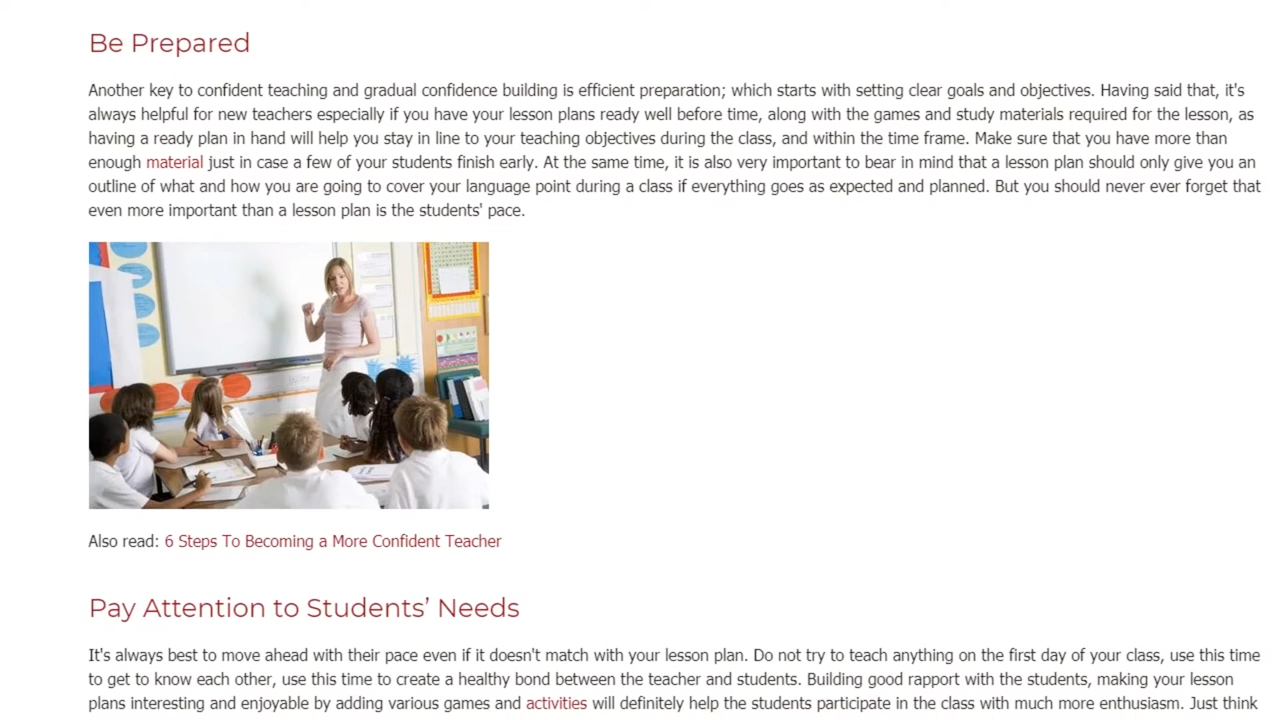 Be Prepared
Another key to confident teaching and gradual confidence building is efficient preparation; which starts with setting clear goals and objectives. Having said that, it's
always helpful for new teachers especially if you have your lesson plans ready well before time, along with the games and study materials required for the lesson, as
having a ready plan in hand will help you stay in line to your teaching objectives during the class, and within the time frame. Make sure that you have more than
enough material just in case a few of your students finish early. At the same time, it is also very important to bear in mind that a lesson plan should only give you an
outline of what and how you are going to cover your language point during a class if everything goes as expected and planned. But you should never ever forget that
even more important than a lesson plan is the students' pace.
Also read: 6 Steps To Becoming a More Confident Teacher
Pay Attention to Students’ Needs
It's always best to move ahead with their pace even if it doesn't match with your lesson plan. Do not try to teach anything on the first day of your class, use this time
to get to know each other, use this time to create a healthy bond between the teacher and students. Building good rapport with the students, making your lesson
plans interesting and enjoyable by adding various games and activities will definitely help the students participate in the class with much more enthusiasm. Just think